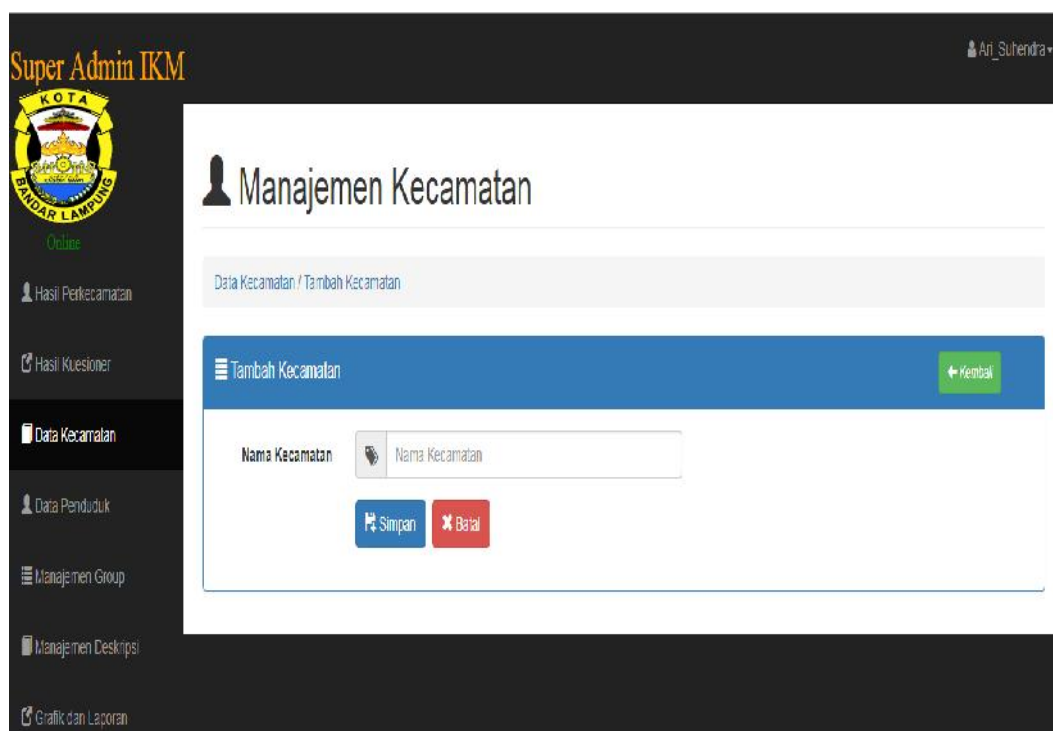 Super Admin IKM
Ari_Suhendra
KOTA
BANDAR LAMPUNG
Online
Manajemen Kecamatan
Data Kecamatan / Tambah Kecamatan
Hasil Perkecamatan
Hasil Kuesioner
Data Kecamatan
Data Penduduk
Manajemen Group
Manajemen Deskripsi
Grafik dan Laporan
Tambah Kecamatan
Kembali
Nama Kecamatan
Nama Kecamatan
Simpan
Batal